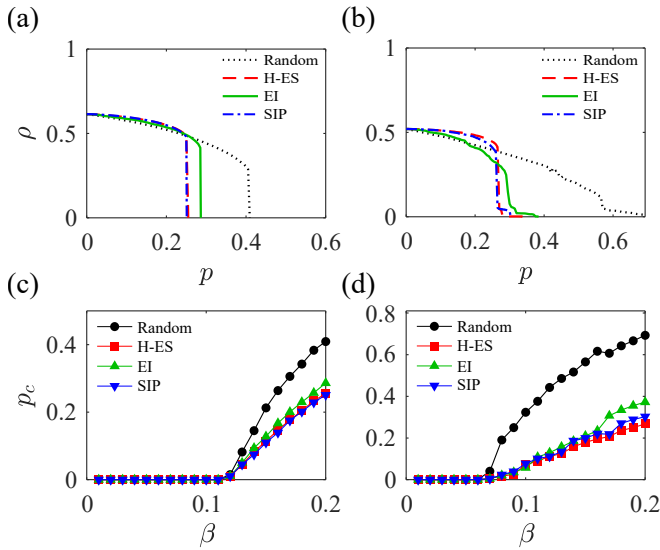 (a)
(b)
1
0.5
0
ρ
0
0.2
0.4
0.6
p
Random
H-ES
EI
SIP
1
0.5
0
0
0.2
0.4
0.6
p
Random
H-ES
EI
SIP
(c)
(d)
0.4
0.2
0
p_c
0
0.1
0.2
β
Random
H-ES
EI
SIP
0.8
0.6
0.4
0.2
0
0.1
0.2
β
Random
H-ES
EI
SIP